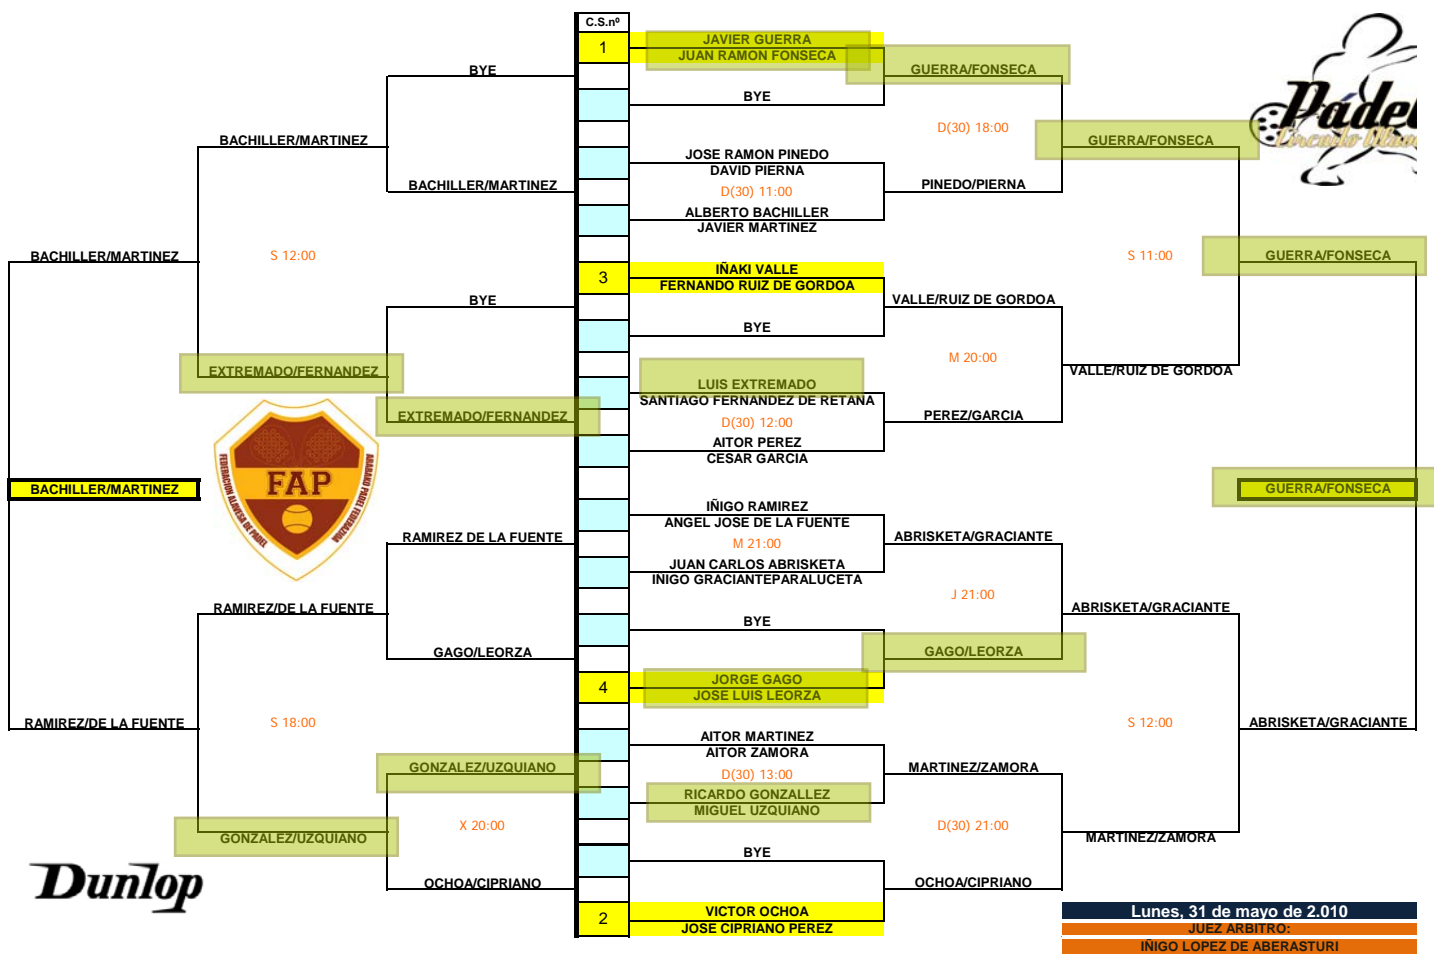 C.S.nº
1
JAVIER GUERRA
JUAN RAMON FONSECA
BYE
GUERRA/FONSECA
BYE
Pádel
D(30) 18:00
BACHILLER/MARTINEZ
GUERRA/FONSECA
JOSE RAMON PINEDO
DAVID PIERNA
BACHILLER/MARTINEZ
D(30) 11:00
PINEDO/PIERNA
ALBERTO BACHILLER
JAVIER MARTINEZ
BACHILLER/MARTINEZ
S 12:00
S 11:00
GUERRA/FONSECA
3
IÑAKI VALLE
FERNANDO RUIZ DE GORDOA
BYE
VALLE/RUIZ DE GORDOA
BYE
M 20:00
EXTREMADO/FERNANDEZ
VALLE/RUIZ DE GORDOA
LUIS EXTREMADO
SANTIAGO FERNANDEZ DE RETANA
EXTREMADO/FERNANDEZ
D(30) 12:00
PEREZ/GARCIA
AITOR PEREZ
CESAR GARCIA
FEDERACION ALAVESA DE PADEL
FAP
ARABAKO PADEL FEDERAZIOA
BACHILLER/MARTINEZ
GUERRA/FONSECA
IÑIGO RAMIREZ
ANGEL JOSE DE LA FUENTE
RAMIREZ DE LA FUENTE
M 21:00
ABRISKETA/GRACIANTE
JUAN CARLOS ABRISKETA
IÑIGO GRACIANTEPARALUCETA
J 21:00
RAMIREZ/DE LA FUENTE
ABRISKETA/GRACIANTE
BYE
GAGO/LEORZA
GAGO/LEORZA
4
JORGE GAGO
JOSE LUIS LEORZA
RAMIREZ/DE LA FUENTE
S 18:00
S 12:00
ABRISKETA/GRACIANTE
AITOR MARTINEZ
AITOR ZAMORA
GONZALEZ/UZQUIANO
D(30) 13:00
MARTINEZ/ZAMORA
RICARDO GONZALLEZ
MIGUEL UZQUIANO
X 20:00
D(30) 21:00
GONZALEZ/UZQUIANO
MARTINEZ/ZAMORA
BYE
Dunlop
OCHOA/CIPRIANO
OCHOA/CIPRIANO
2
VICTOR OCHOA
JOSE CIPRIANO PEREZ
Lunes, 31 de mayo de 2.010
JUEZ ARBITRO:
IÑIGO LOPEZ DE ABERASTURI